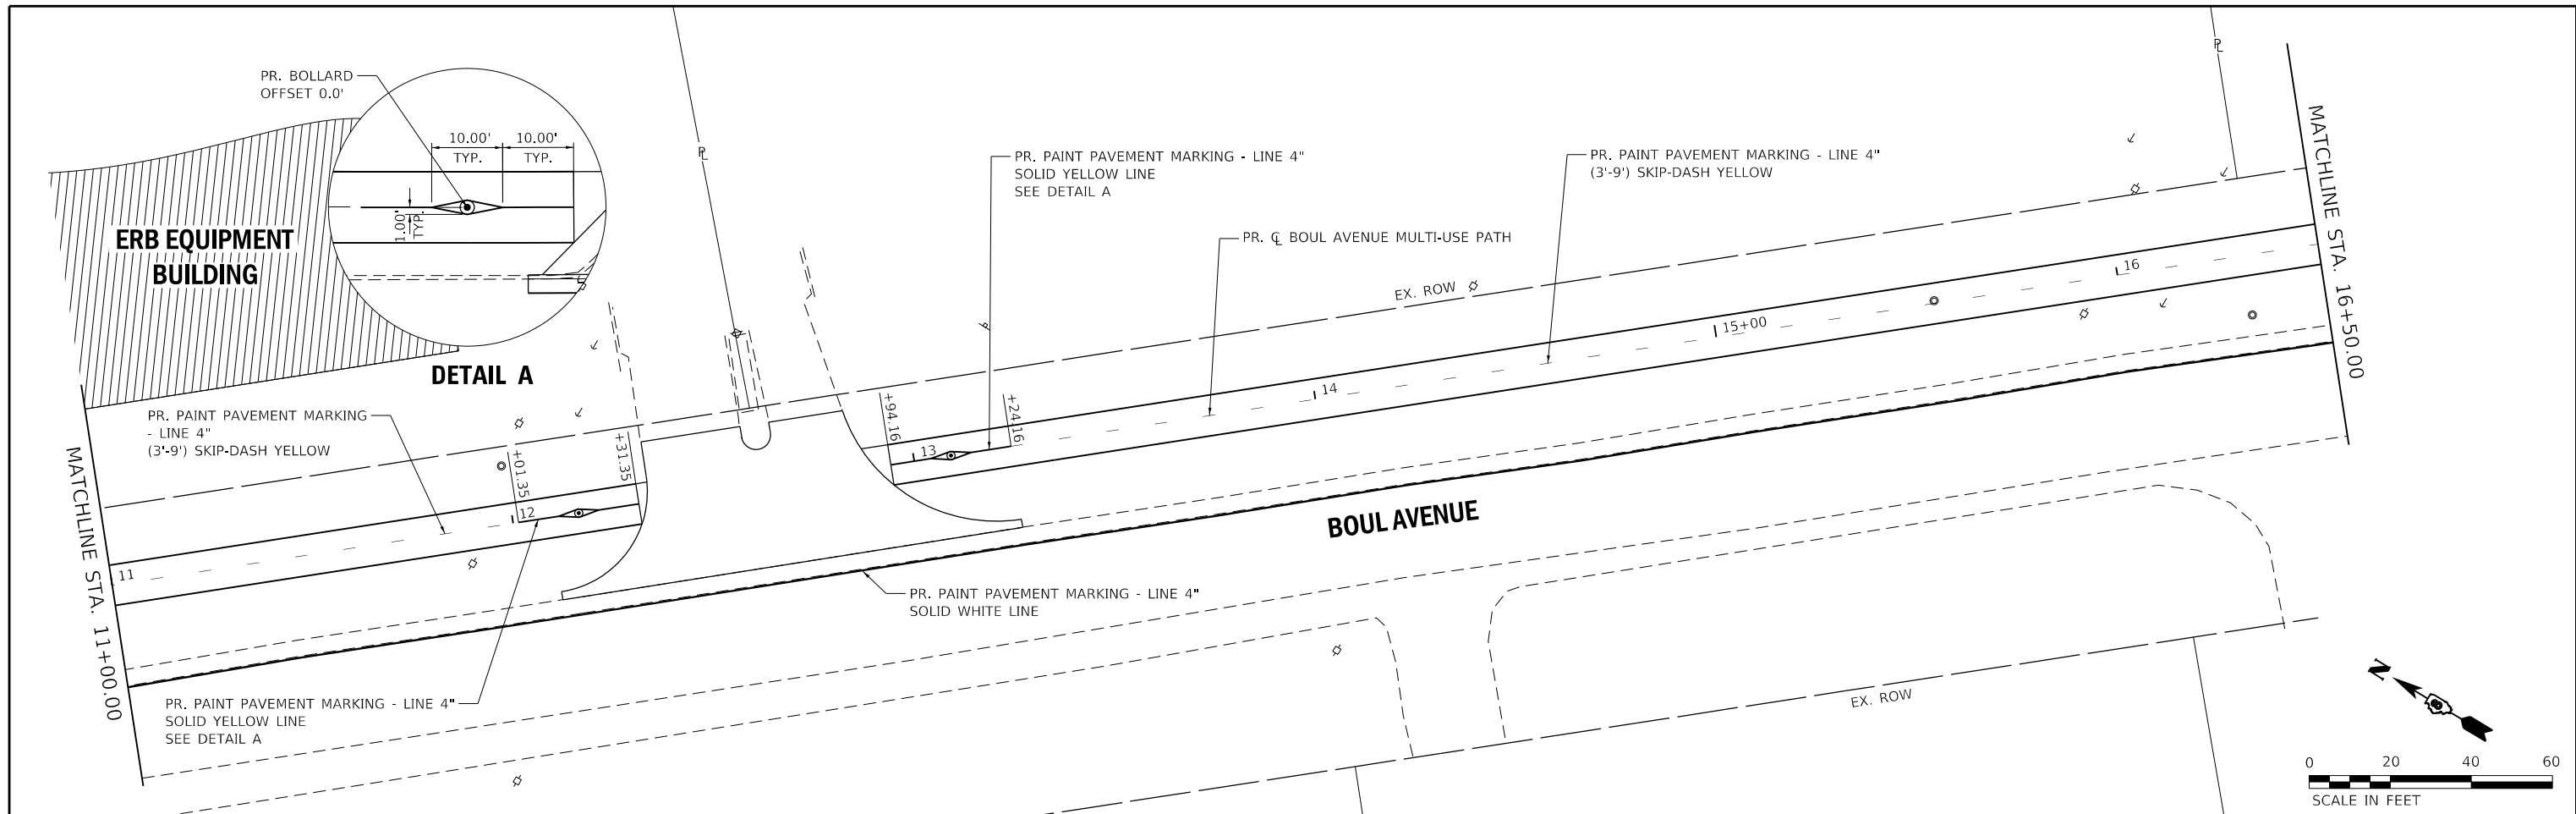 PR. BOLLARD
OFFSET 0.0'
10.00'
TYP.
10.00'
TYP.
1.00'
TYP.
ERB EQUIPMENT
BUILDING
DETAIL A
PR. PAINT PAVEMENT MARKING
- LINE 4"
(3'-9') SKIP-DASH YELLOW
MATCHLINE STA. 11+00.00
11
12
+01.35
+31.35
PR. PAINT PAVEMENT MARKING - LINE 4"
SOLID YELLOW LINE
SEE DETAIL A
PL
PR. PAINT PAVEMENT MARKING - LINE 4"
SOLID YELLOW LINE
SEE DETAIL A
+94.16
13
+24.16
PR. CL BOUL AVENUE MULTI-USE PATH
PR. PAINT PAVEMENT MARKING - LINE 4"
(3'-9') SKIP-DASH YELLOW
EX. ROW
14
15+00
16
PL
MATCHLINE STA. 16+50.00
BOUL AVENUE
PR. PAINT PAVEMENT MARKING - LINE 4"
SOLID WHITE LINE
EX. ROW
N
0 20 40 60
SCALE IN FEET